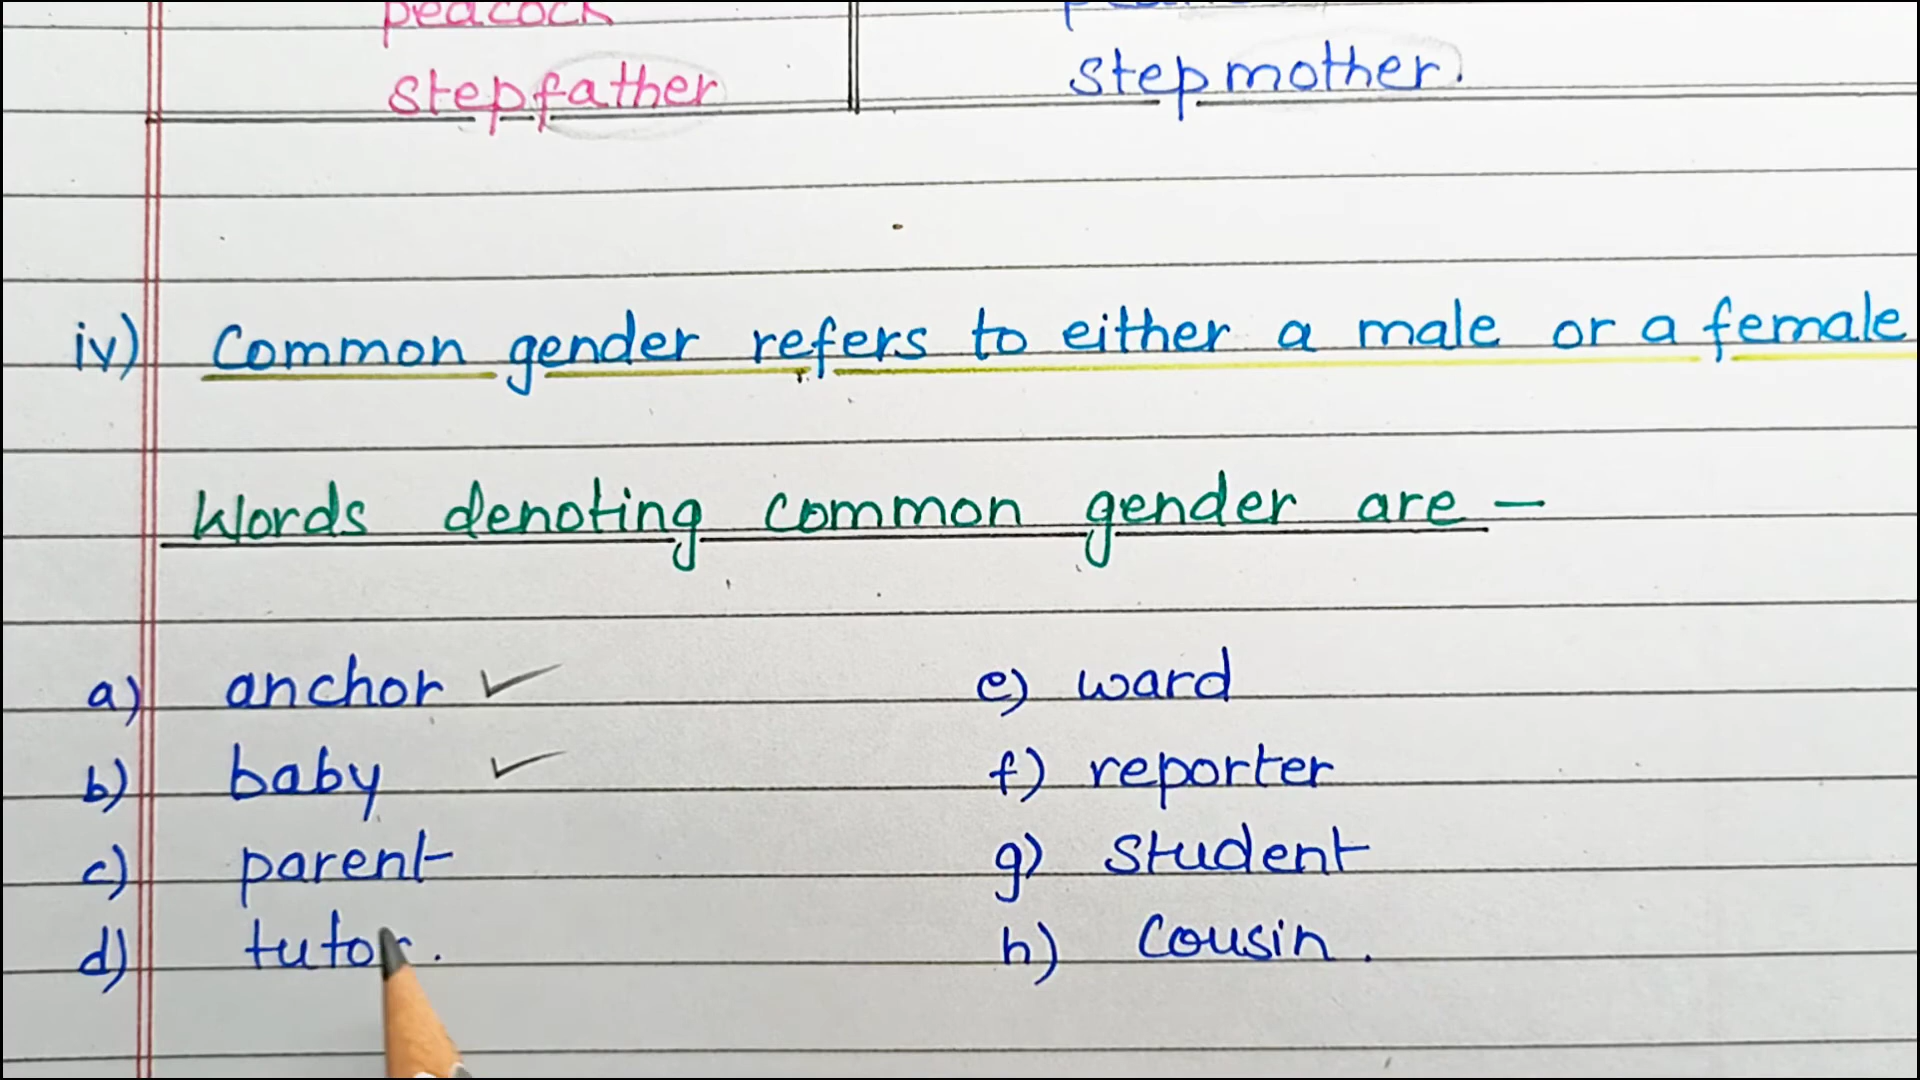 peacock
stepfather stepmother.
iv) Common gender refers to either a male or a female
Words denoting common gender are –
a) anchor ✓ e) ward
b) baby ✓ f) reporter
c) parent g) student
d) tutor. h) Cousin.